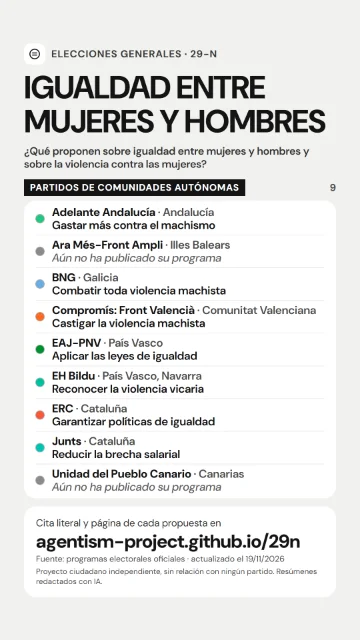 ELECCIONES GENERALES · 29-N
IGUALDAD ENTRE
MUJERES Y HOMBRES
¿Qué proponen sobre igualdad entre mujeres y hombres y
sobre la violencia contra las mujeres?
PARTIDOS DE COMUNIDADES AUTÓNOMAS 9
Adelante Andalucía · Andalucía
Gastar más contra el machismo
Ara Més-Front Ampli · Illes Balears
Aún no ha publicado su programa
BNG · Galicia
Combatir toda violencia machista
Compromís: Front Valencià · Comunitat Valenciana
Castigar la violencia machista
EAJ-PNV · País Vasco
Aplicar las leyes de igualdad
EH Bildu · País Vasco, Navarra
Reconocer la violencia vicaria
ERC · Cataluña
Garantizar políticas de igualdad
Junts · Cataluña
Reducir la brecha salarial
Unidad del Pueblo Canario · Canarias
Aún no ha publicado su programa
Cita literal y página de cada propuesta en
agentism-project.github.io/29n
Fuente: programas electorales oficiales · actualizado el 19/11/2026
Proyecto ciudadano independiente, sin relación con ningún partido. Resúmenes
redactados con IA.